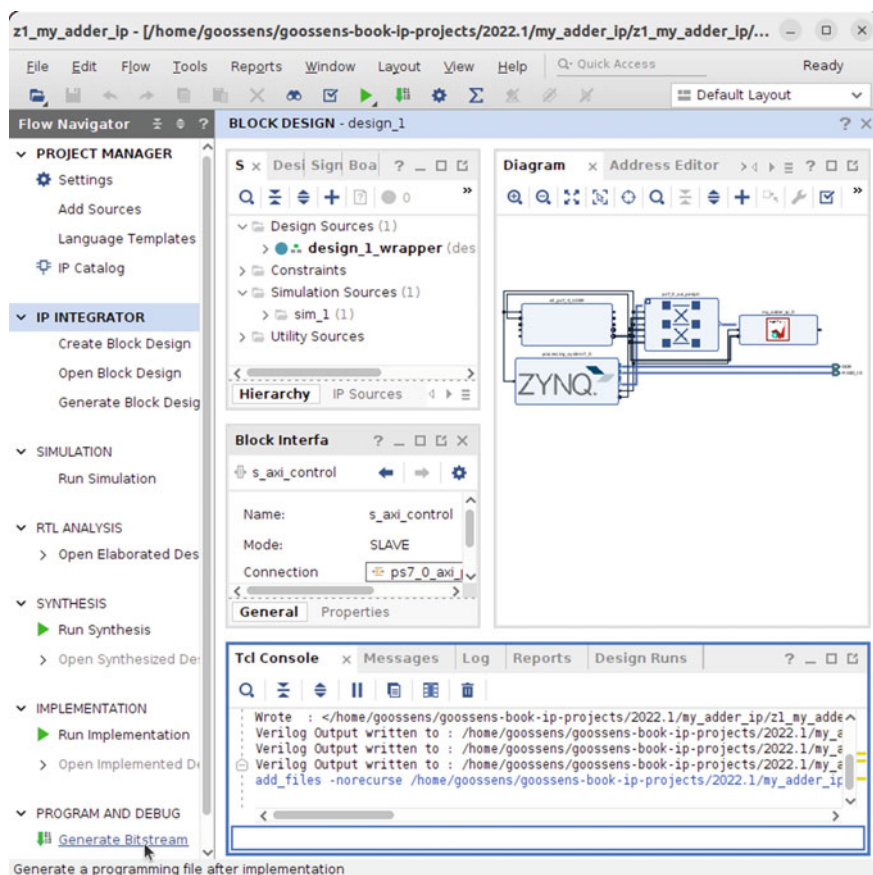 z1_my_adder_ip - [/home/goossens/goossens-book-ip-projects/2022.1/my_adder_ip/z1_my_adder_ip/...
File Edit Flow Tools Reports Window Layout View Help Q- Quick Access Ready
Default Layout
Flow Navigator ?
PROJECT MANAGER
Settings
Add Sources
Language Templates
IP Catalog
IP INTEGRATOR
Create Block Design
Open Block Design
Generate Block Desig
SIMULATION
Run Simulation
RTL ANALYSIS
Open Elaborated Des
SYNTHESIS
Run Synthesis
Open Synthesized De
IMPLEMENTATION
Run Implementation
Open Implemented De
PROGRAM AND DEBUG
Generate Bitstream
BLOCK DESIGN - design_1 ?
S Desi Sign Boa ?
0 »
Design Sources (1)
design_1_wrapper (des
Constraints
Simulation Sources (1)
sim_1 (1)
Utility Sources
Hierarchy IP Sources
Block Interfa ?
s_axi_control
Name: s_axi_control
Mode: SLAVE
Connection ps7_0_axi_
General Properties
Diagram Address Editor ?
»
ZYNQ
Tcl Console Messages Log Reports Design Runs ?
Wrote : </home/goossens/goossens-book-ip-projects/2022.1/my_adder_ip/z1_my_adde
Verilog Output written to : /home/goossens/goossens-book-ip-projects/2022.1/my_a
Verilog Output written to : /home/goossens/goossens-book-ip-projects/2022.1/my_a
Verilog Output written to : /home/goossens/goossens-book-ip-projects/2022.1/my_a
add_files -norecurse /home/goossens/goossens-book-ip-projects/2022.1/my_adder_ip
Generate a programming file after implementation